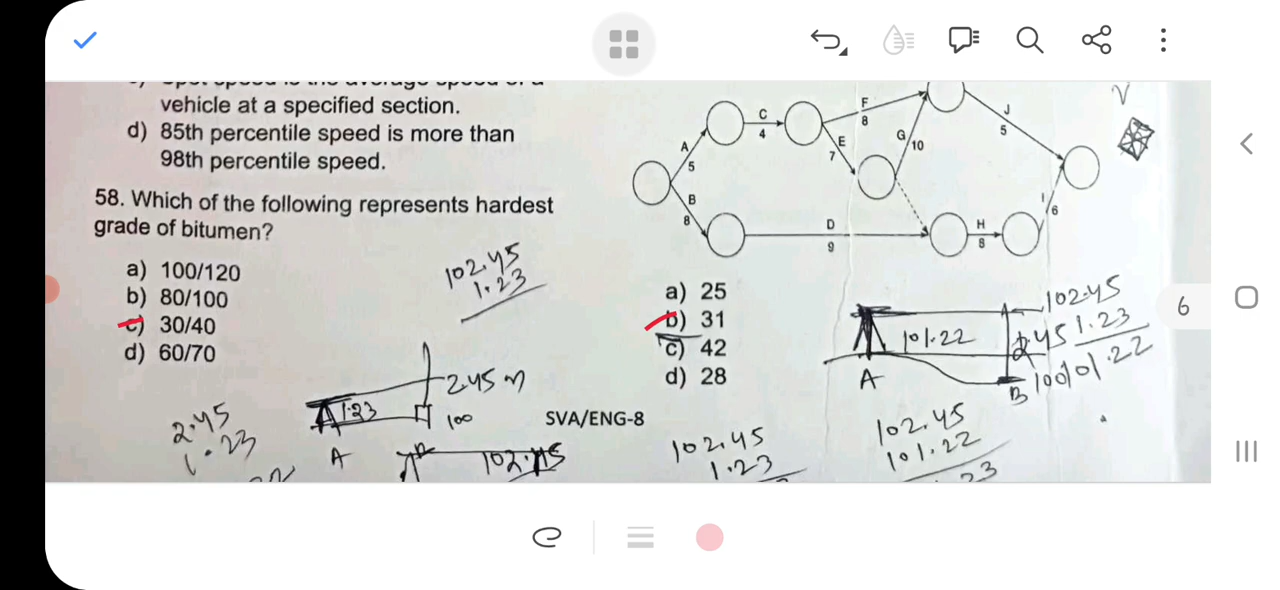 vehicle at a specified section.
d) 85th percentile speed is more than
98th percentile speed.
58. Which of the following represents hardest
grade of bitumen?
a) 100/120
b) 80/100
c) 30/40
d) 60/70
102.45
1.23
2.45 m
1.23
100
A
2.45
1.23
102.45
SVA/ENG-8
A
5
B
8
C
4
D
9
E
7
F
8
G
10
H
8
I
6
J
5
a) 25
b) 31
c) 42
d) 28
102.45
1.23
101.22
101.22
2.45
100
A
B
102.45
1.23
102.45
101.22
6